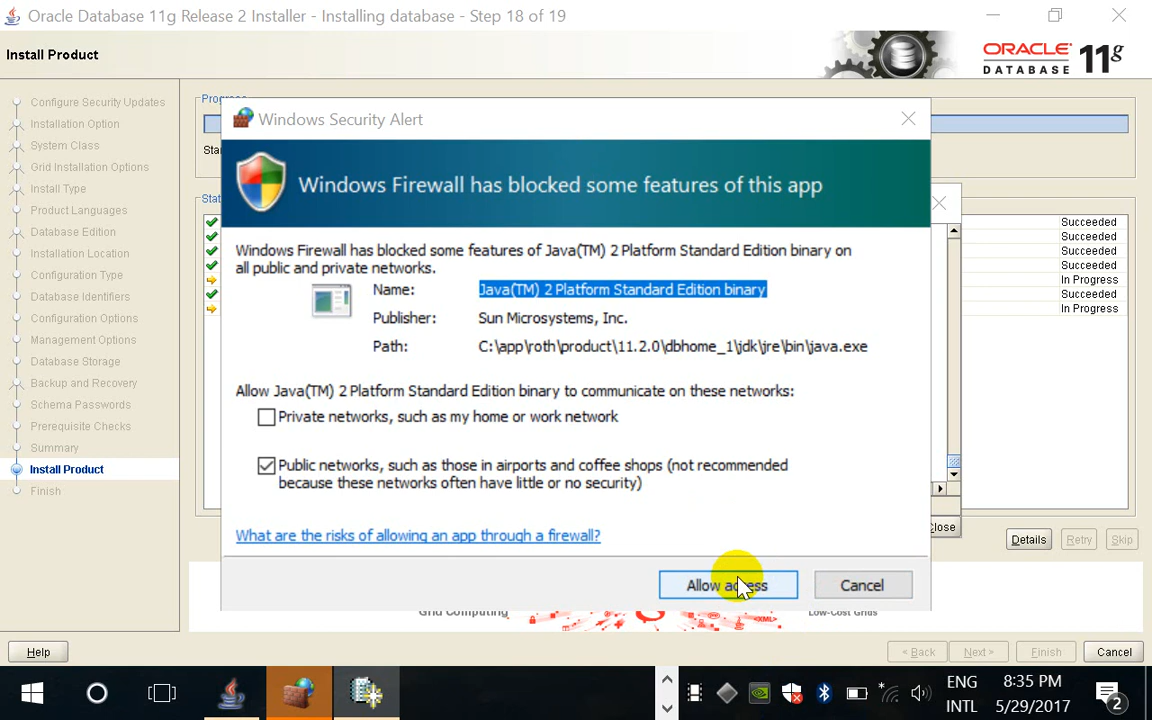 Oracle Database 11g Release 2 Installer - Installing database - Step 18 of 19
Install Product
ORACLE
DATABASE 11g
Configure Security Updates
Installation Option
System Class
Grid Installation Options
Install Type
Product Languages
Database Edition
Installation Location
Configuration Type
Database Identifiers
Configuration Options
Management Options
Database Storage
Backup and Recovery
Schema Passwords
Prerequisite Checks
Summary
Install Product
Finish
Windows Security Alert
Windows Firewall has blocked some features of this app
Windows Firewall has blocked some features of Java(TM) 2 Platform Standard Edition binary on
all public and private networks.
Name: Java(TM) 2 Platform Standard Edition binary
Publisher: Sun Microsystems, Inc.
Path: C:\app\roth\product\11.2.0\dbhome_1\jdk\jre\bin\java.exe
Allow Java(TM) 2 Platform Standard Edition binary to communicate on these networks:
Private networks, such as my home or work network
Public networks, such as those in airports and coffee shops (not recommended
because these networks often have little or no security)
What are the risks of allowing an app through a firewall?
Allow access Cancel
Succeeded
Succeeded
Succeeded
Succeeded
In Progress
Succeeded
In Progress
Close
Details Retry Skip
Grid Computing
<XML>
Low-Cost Grids
Help
< Back Next > Finish Cancel
ENG
INTL
8:35 PM
5/29/2017
2